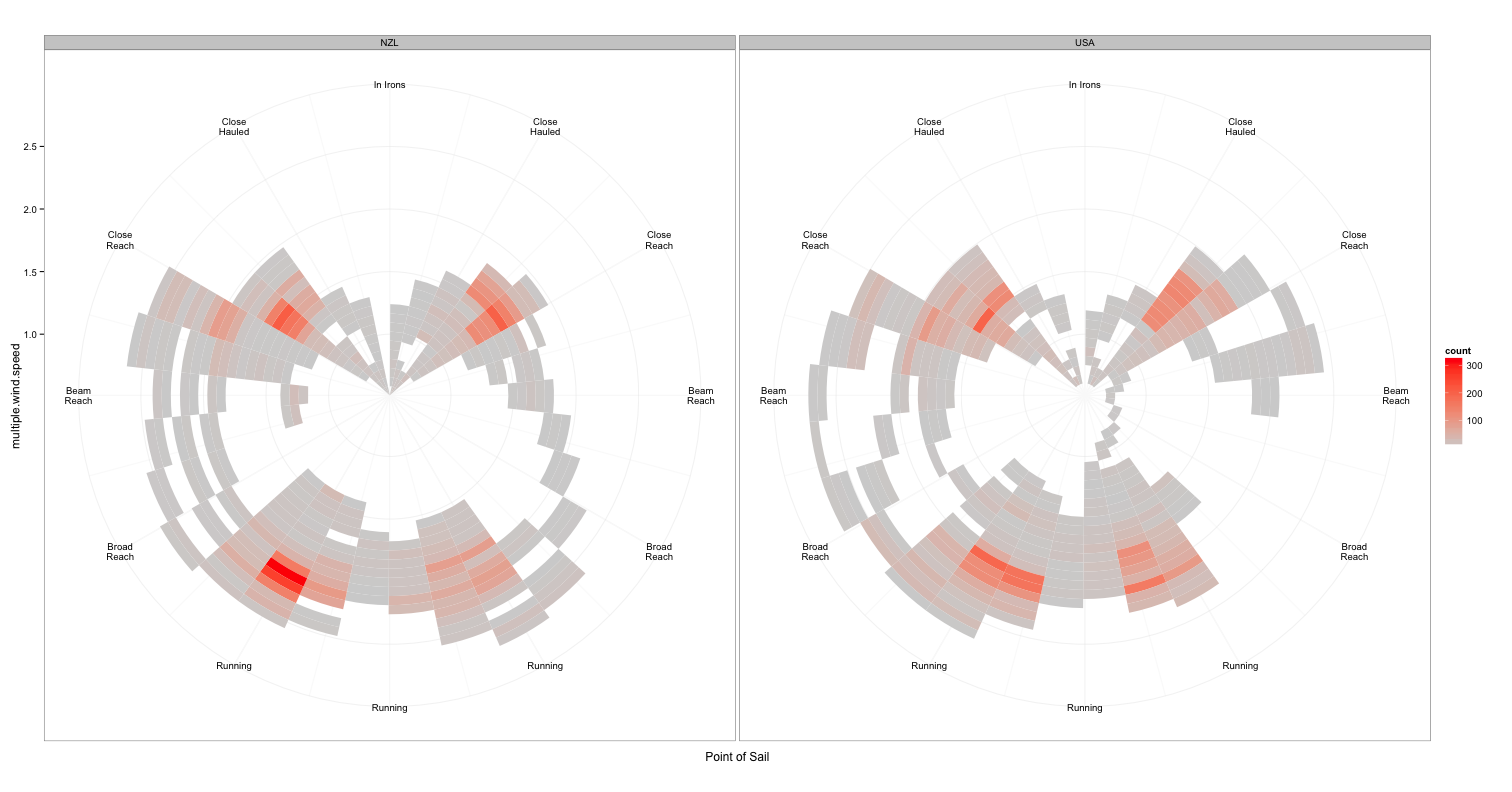 NZL
USA
In Irons
In Irons
Close
Hauled
Close
Hauled
Close
Hauled
Close
Hauled
2.5
2.0
Close
Reach
Close
Reach
Close
Reach
Close
Reach
1.5
1.0
multiple.wind.speed
Beam
Reach
Beam
Reach
Beam
Reach
Beam
Reach
count
300
200
100
Broad
Reach
Broad
Reach
Broad
Reach
Broad
Reach
Running
Running
Running
Running
Running
Running
Point of Sail